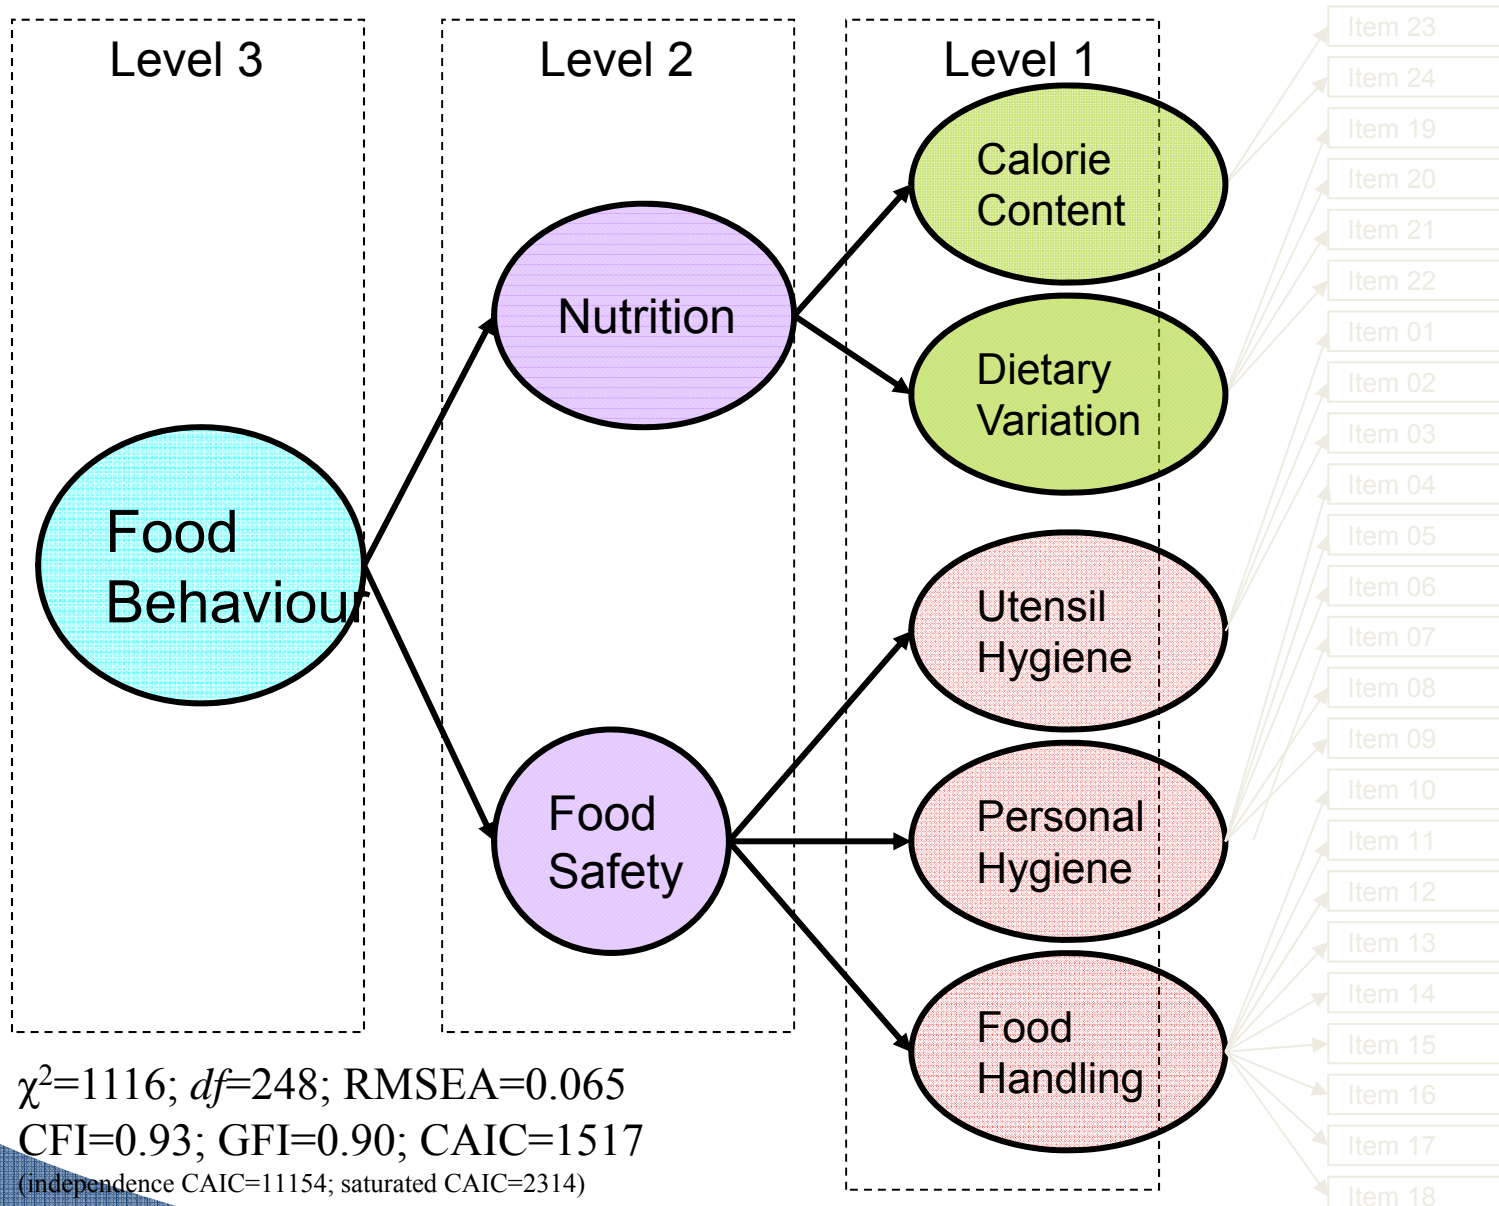 Level 3
Level 2
Level 1
Calorie
Content
Nutrition
Dietary
Variation
Food
Behaviour
Utensil
Hygiene
Food
Safety
Personal
Hygiene
Food
Handling
Item 23
Item 24
Item 19
Item 20
Item 21
Item 22
Item 01
Item 02
Item 03
Item 04
Item 05
Item 06
Item 07
Item 08
Item 09
Item 10
Item 11
Item 12
Item 13
Item 14
Item 15
Item 16
Item 17
Item 18
χ²=1116; df=248; RMSEA=0.065
CFI=0.93; GFI=0.90; CAIC=1517
(independence CAIC=11154; saturated CAIC=2314)